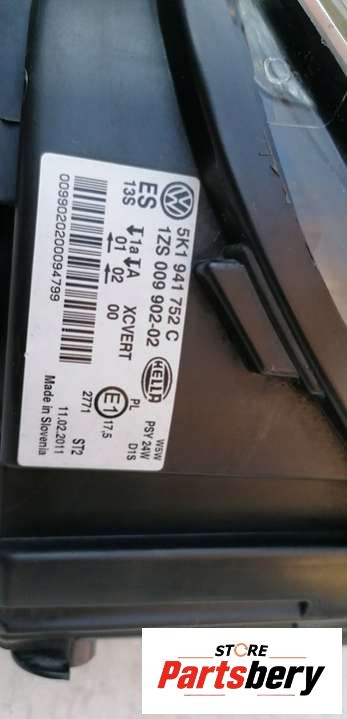 5K1 941 752 C
1ZS 009 902-02
HELLA
ES
13S
1a A
01 02
XCVERT
00
E1
17,5
PL
2771
W5W
PSY 24W
D1S
ST2
11.02.2011
Made in Slovenia
00990202000094799
STORE
Partsbery